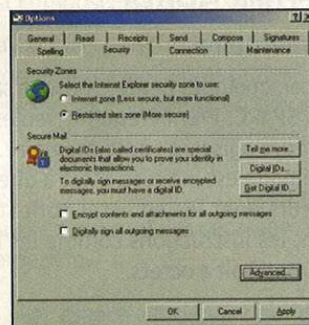 Options
General Read Receipts Send Compose Signatures
Spelling Security Connection Maintenance
Security Zones
Select the Internet Explorer security zone to use:
Internet zone (Less secure, but more functional)
Restricted sites zone (More secure)
Secure Mail
Digital IDs (also called certificates) are special
documents that allow you to prove your identity in
electronic transactions.
Tell me more...
Digital IDs...
To digitally sign messages or receive encrypted
messages, you must have a digital ID.
Get Digital ID...
Encrypt contents and attachments for all outgoing messages
Digitally sign all outgoing messages
Advanced...
OK Cancel Apply